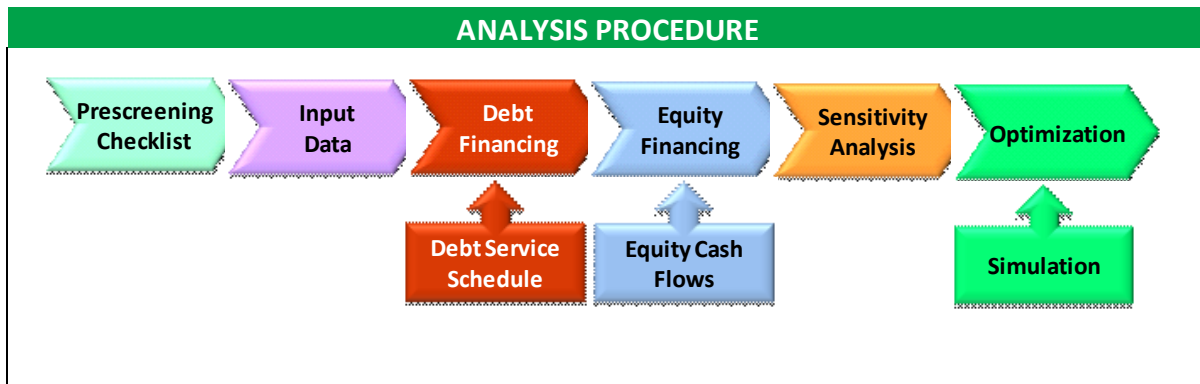 ANALYSIS PROCEDURE
Prescreening
Checklist
Input
Data
Debt
Financing
Equity
Financing
Sensitivity
Analysis
Optimization
Debt Service
Schedule
Equity Cash
Flows
Simulation